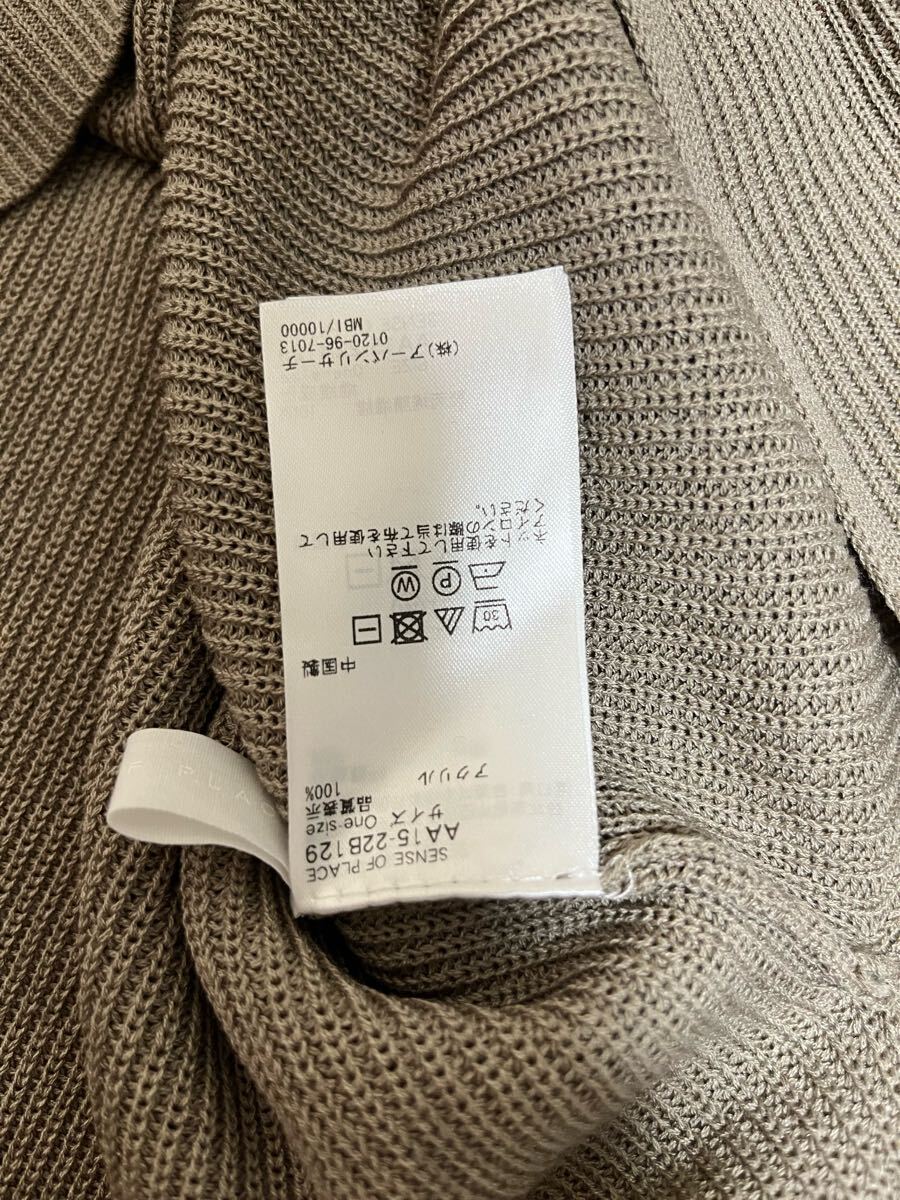 SENSE OF PLACE
AA15-22B129
サイズ One size
品質表示
アクリル 100%
中国製
30
P W
ネットを使用して下さい
アイロンの際は当て布を使用して
ください。
(株)アーバンリサーチ
0120-96-7013
MBI/10000
PLAC